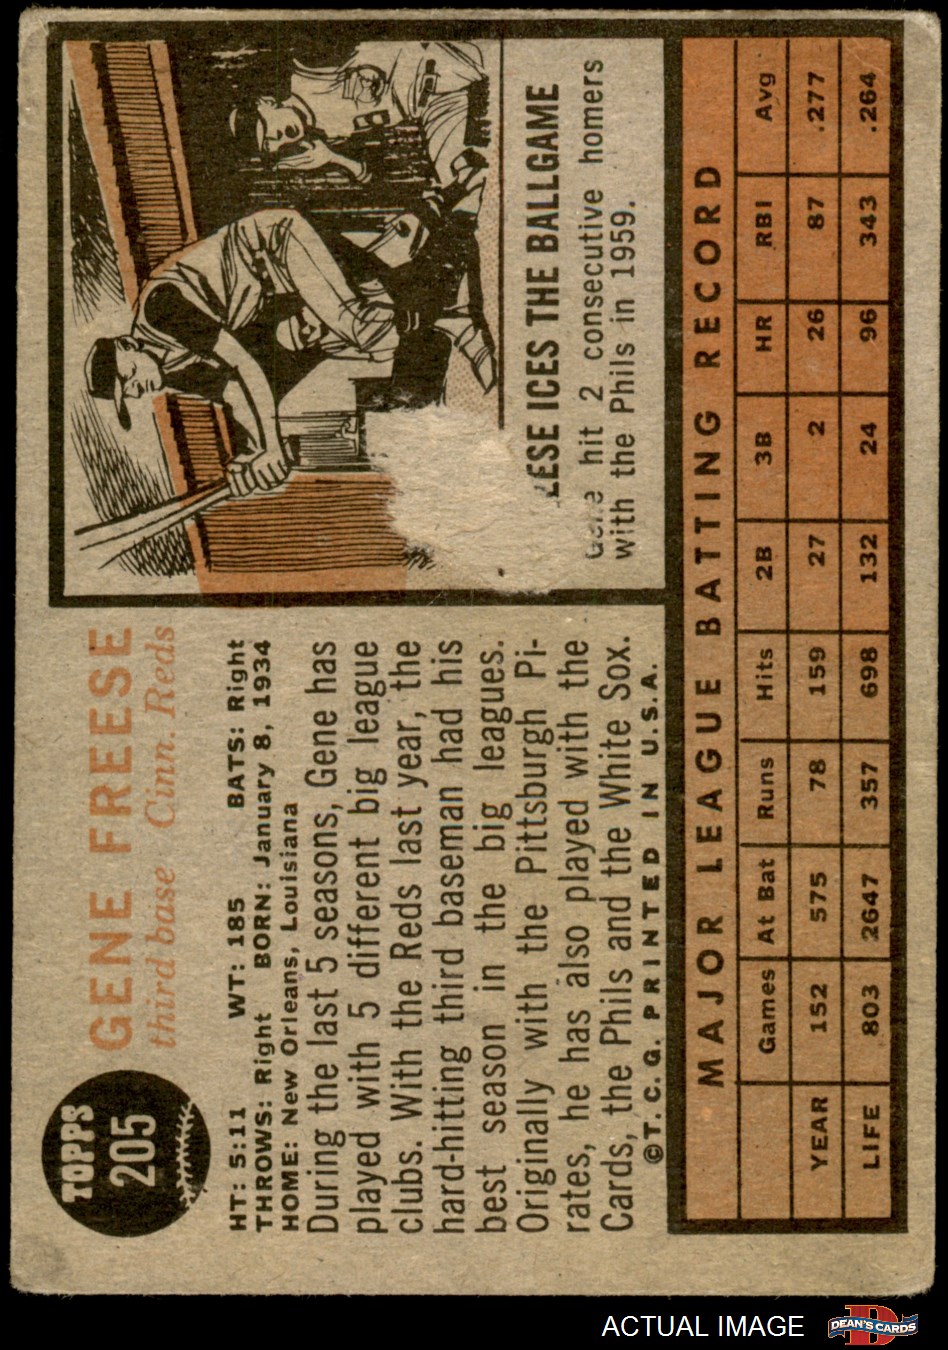 TOPPS
205
GENE FREESE
third base Cinn. Reds
HT: 5:11 WT: 185 BATS: Right
THROWS: Right BORN: January 8, 1934
HOME: New Orleans, Louisiana
During the last 5 seasons, Gene has
played with 5 different big league
clubs. With the Reds last year, the
hard-hitting third baseman had his
best season in the big leagues.
Originally with the Pittsburgh Pi-
rates, he has also played with the
Cards, the Phils and the White Sox.
©T.C.G. PRINTED IN U.S.A.
ICES THE BALLGAME
Gene hit 2 consecutive homers
with the Phils in 1959.
MAJOR LEAGUE BATTING RECORD
Games At Bat Runs Hits 2B 3B HR RBI Avg
YEAR 152 575 78 159 27 2 26 87 .277
LIFE 803 2647 357 698 132 24 96 343 .264
ACTUAL IMAGE
D
DEAN'S CARDS